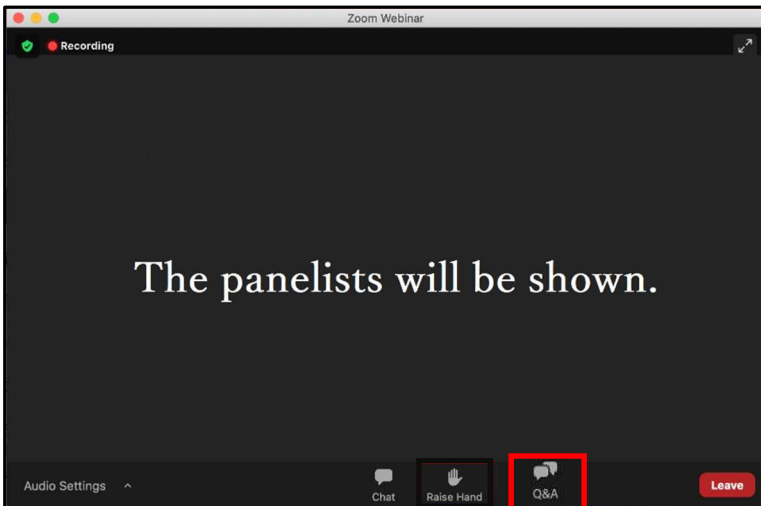 Zoom Webinar
Recording
The panelists will be shown.
Audio Settings
Chat
Raise Hand
Q&A
Leave